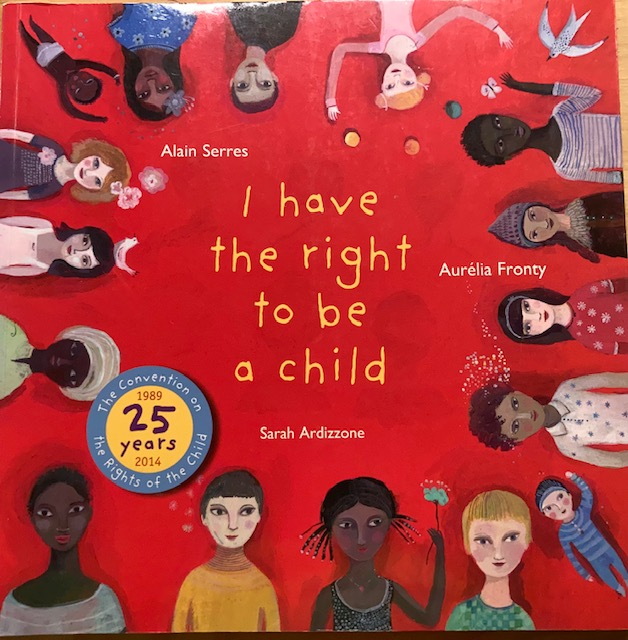 Alain Serres
I have
the right
to be
a child
Aurélia Fronty
The Convention on
1989
25
years
2014
the Rights of the Child
Sarah Ardizzone